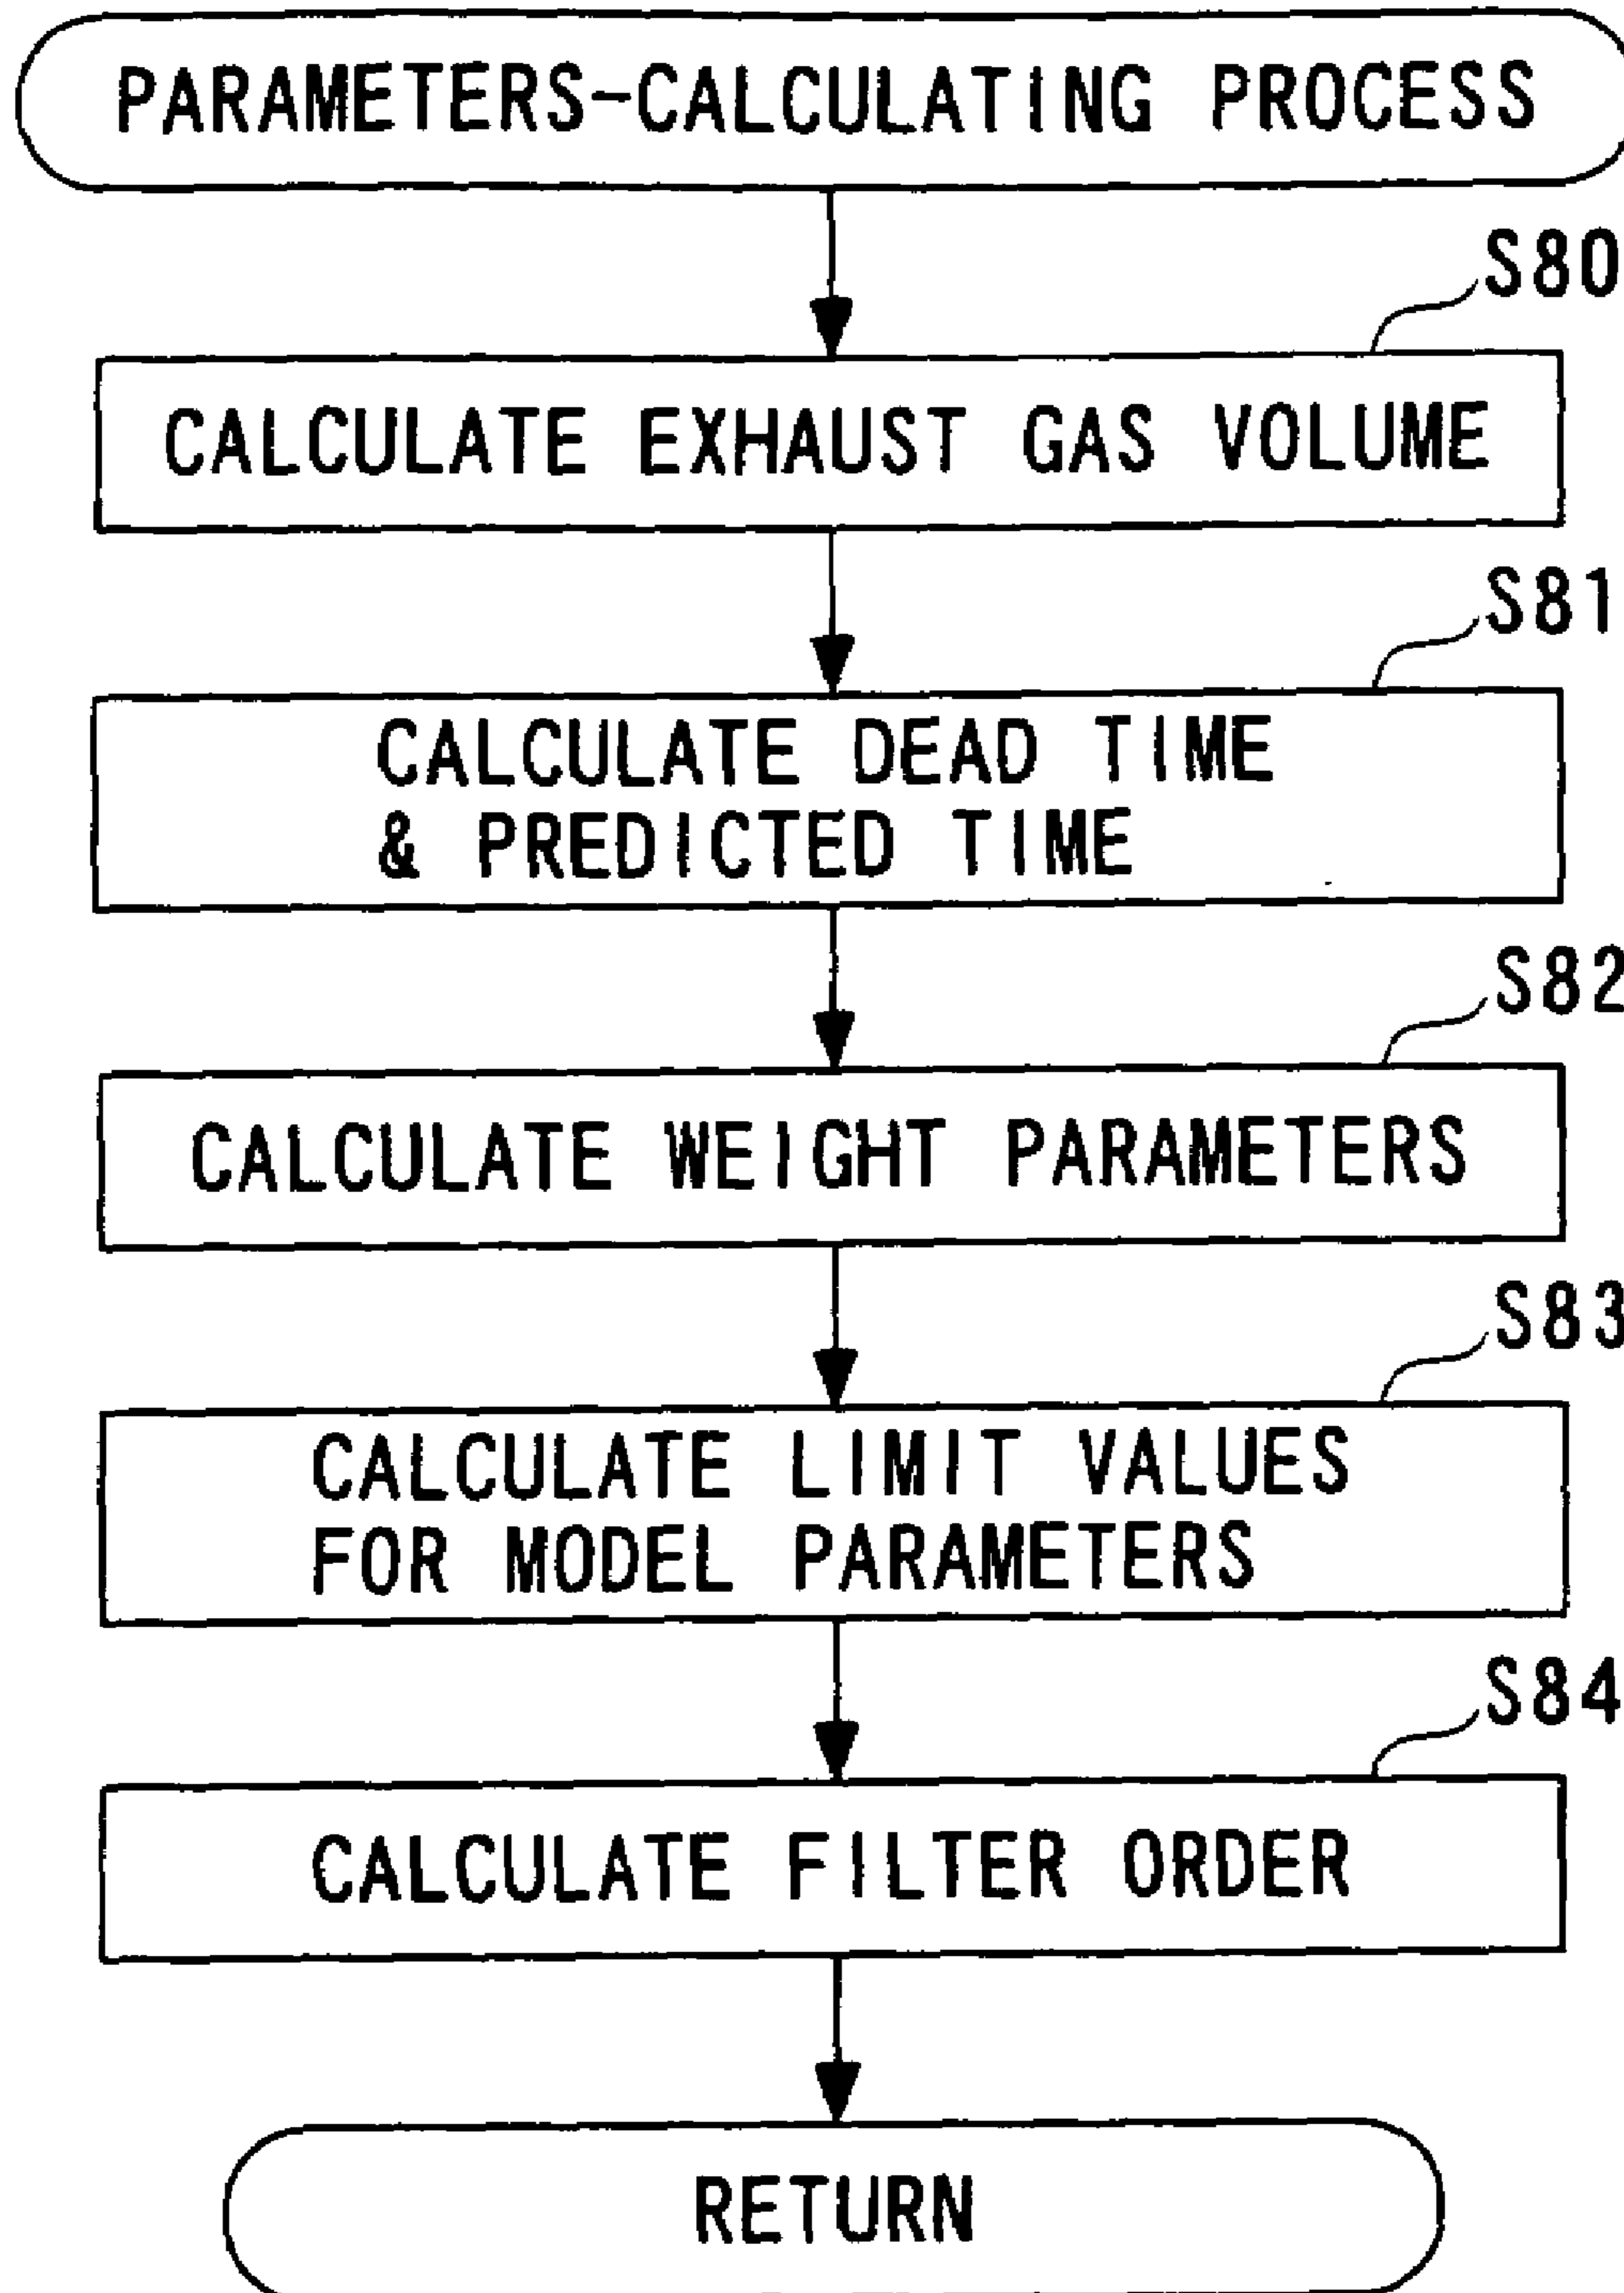 PARAMETERS-CALCULATING PROCESS
S80
CALCULATE EXHAUST GAS VOLUME
S81
CALCULATE DEAD TIME
& PREDICTED TIME
S82
CALCULATE WEIGHT PARAMETERS
S83
CALCULATE LIMIT VALUES
FOR MODEL PARAMETERS
S84
CALCULATE FILTER ORDER
RETURN